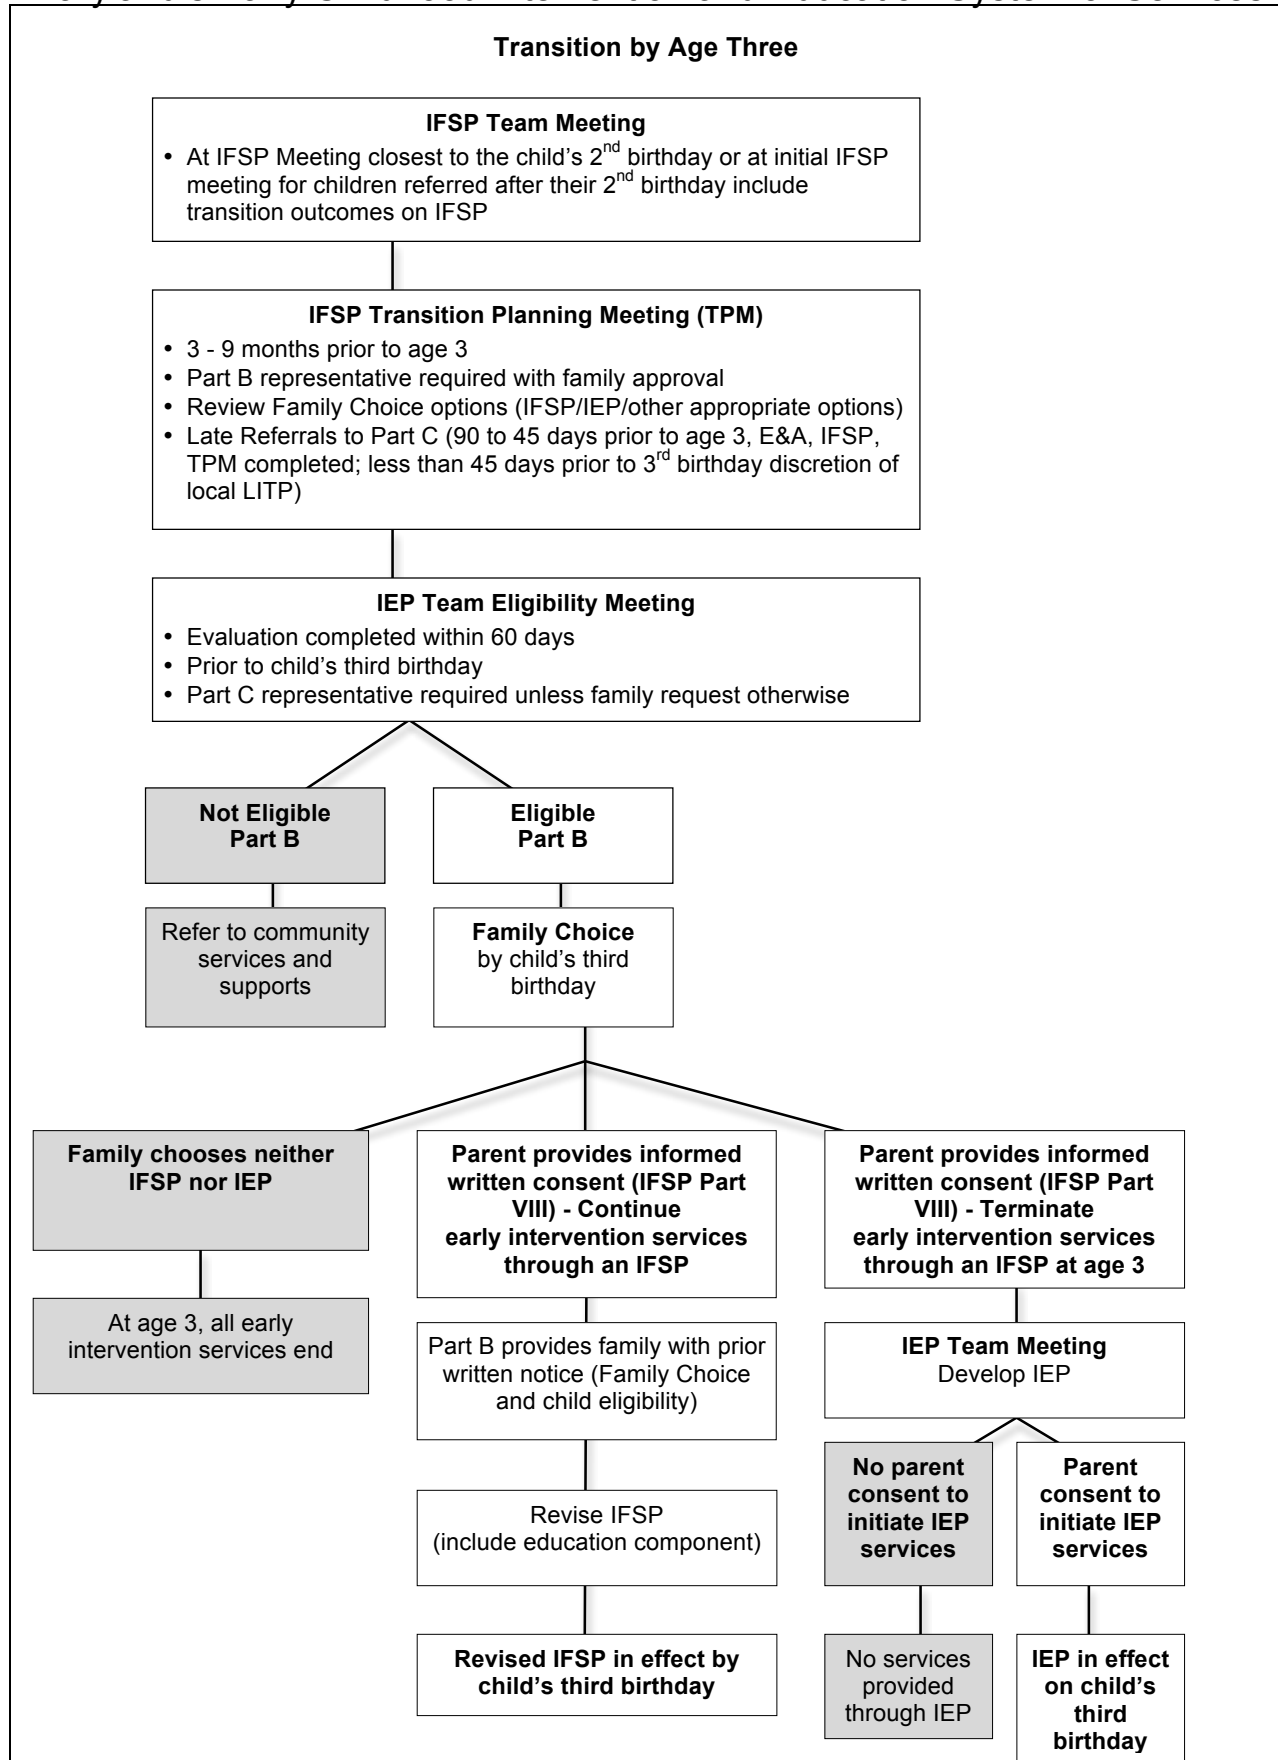 Transition by Age Three
IFSP Team Meeting
• At IFSP Meeting closest to the child’s 2nd birthday or at initial IFSP
meeting for children referred after their 2nd birthday include
transition outcomes on IFSP
IFSP Transition Planning Meeting (TPM)
• 3 - 9 months prior to age 3
• Part B representative required with family approval
• Review Family Choice options (IFSP/IEP/other appropriate options)
• Late Referrals to Part C (90 to 45 days prior to age 3, E&A, IFSP,
TPM completed; less than 45 days prior to 3rd birthday discretion of
local LITP)
IEP Team Eligibility Meeting
• Evaluation completed within 60 days
• Prior to child’s third birthday
• Part C representative required unless family request otherwise
Not Eligible
Part B
Eligible
Part B
Refer to community
services and
supports
Family Choice
by child’s third
birthday
Family chooses neither
IFSP nor IEP
Parent provides informed
written consent (IFSP Part
VIII) - Continue
early intervention services
through an IFSP
Parent provides informed
written consent (IFSP Part
VIII) - Terminate
early intervention services
through an IFSP at age 3
At age 3, all early
intervention services end
Part B provides family with prior
written notice (Family Choice
and child eligibility)
IEP Team Meeting
Develop IEP
Revise IFSP
(include education component)
No parent
consent to
initiate IEP
services
Parent
consent to
initiate IEP
services
Revised IFSP in effect by
child’s third birthday
No services
provided
through IEP
IEP in effect
on child’s
third
birthday